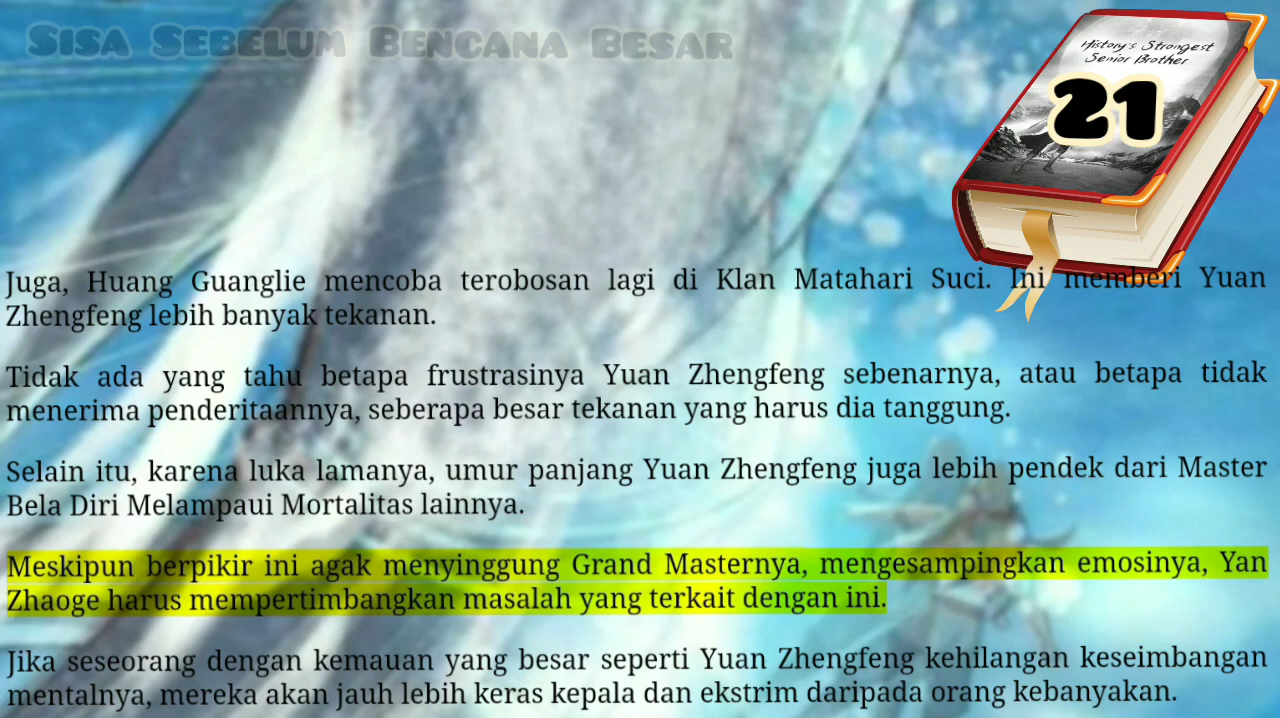 Sisa Sebelum Bencana Besar
History's Strongest
Senior Brother
21
Juga, Huang Guanglie mencoba terobosan lagi di Klan Matahari Suci. Ini memberi Yuan
Zhengfeng lebih banyak tekanan.
Tidak ada yang tahu betapa frustrasinya Yuan Zhengfeng sebenarnya, atau betapa tidak
menerima penderitaannya, seberapa besar tekanan yang harus dia tanggung.
Selain itu, karena luka lamanya, umur panjang Yuan Zhengfeng juga lebih pendek dari Master
Bela Diri Melampaui Mortalitas lainnya.
Meskipun berpikir ini agak menyinggung Grand Masternya, mengesampingkan emosinya, Yan
Zhaoge harus mempertimbangkan masalah yang terkait dengan ini.
Jika seseorang dengan kemauan yang besar seperti Yuan Zhengfeng kehilangan keseimbangan
mentalnya, mereka akan jauh lebih keras kepala dan ekstrim daripada orang kebanyakan.